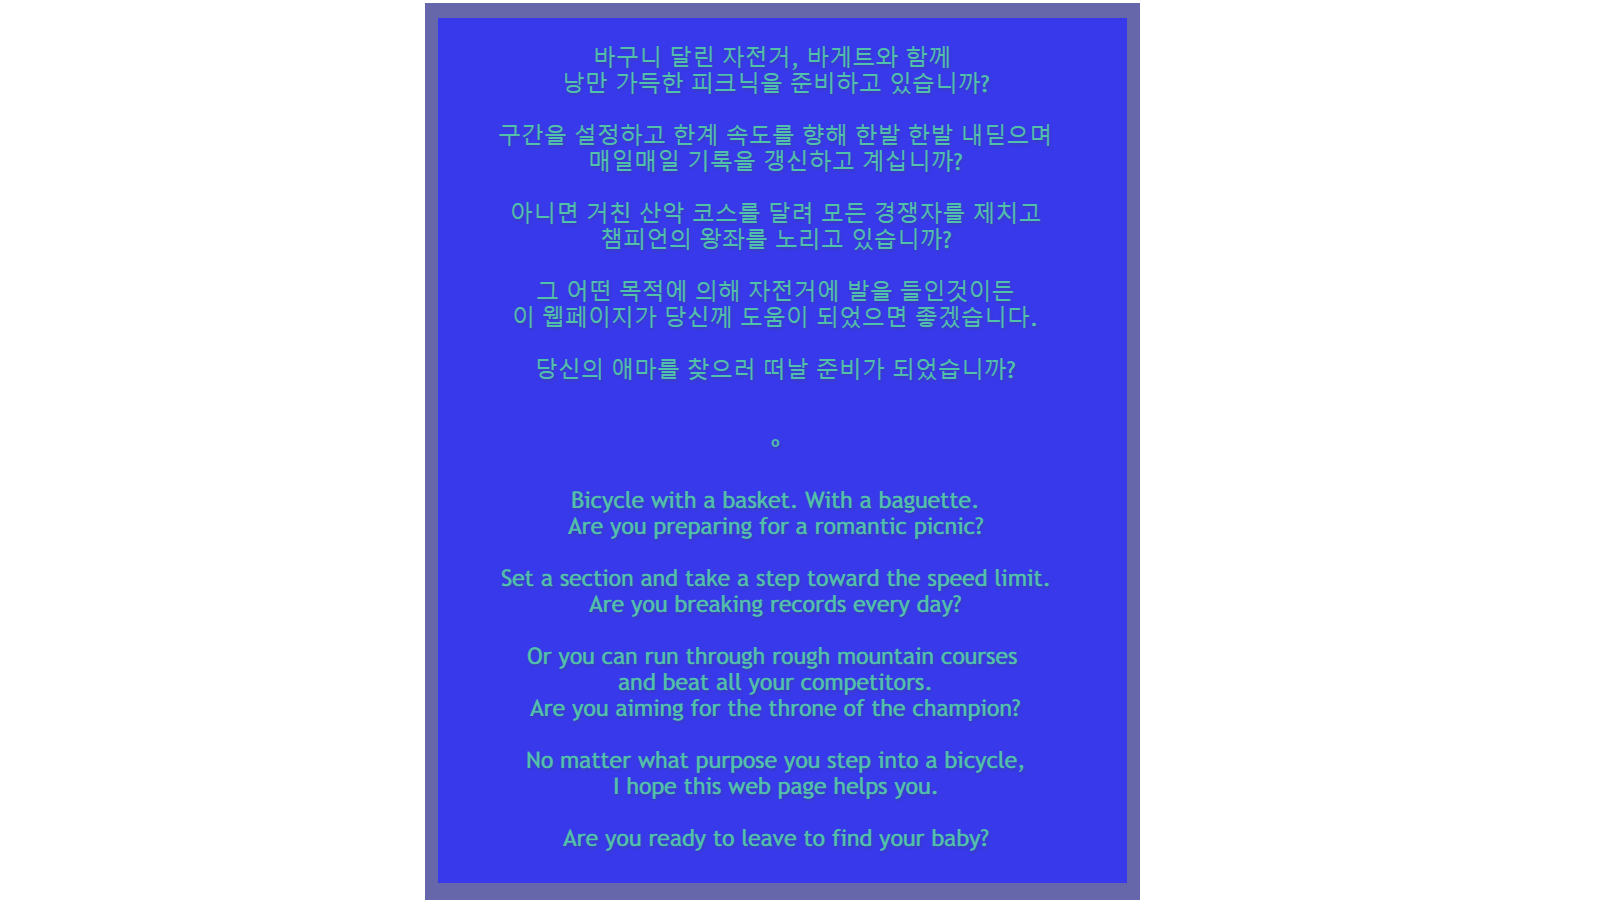 바구니 달린 자전거, 바게트와 함께
낭만 가득한 피크닉을 준비하고 있습니까?
구간을 설정하고 한계 속도를 향해 한발 한발 내딛으며
매일매일 기록을 갱신하고 계십니까?
아니면 거친 산악 코스를 달려 모든 경쟁자를 제치고
챔피언의 왕좌를 노리고 있습니까?
그 어떤 목적에 의해 자전거에 발을 들인것이든
이 웹페이지가 당신께 도움이 되었으면 좋겠습니다.
당신의 애마를 찾으러 떠날 준비가 되었습니까?
o
Bicycle with a basket. With a baguette.
Are you preparing for a romantic picnic?
Set a section and take a step toward the speed limit.
Are you breaking records every day?
Or you can run through rough mountain courses
and beat all your competitors.
Are you aiming for the throne of the champion?
No matter what purpose you step into a bicycle,
I hope this web page helps you.
Are you ready to leave to find your baby?